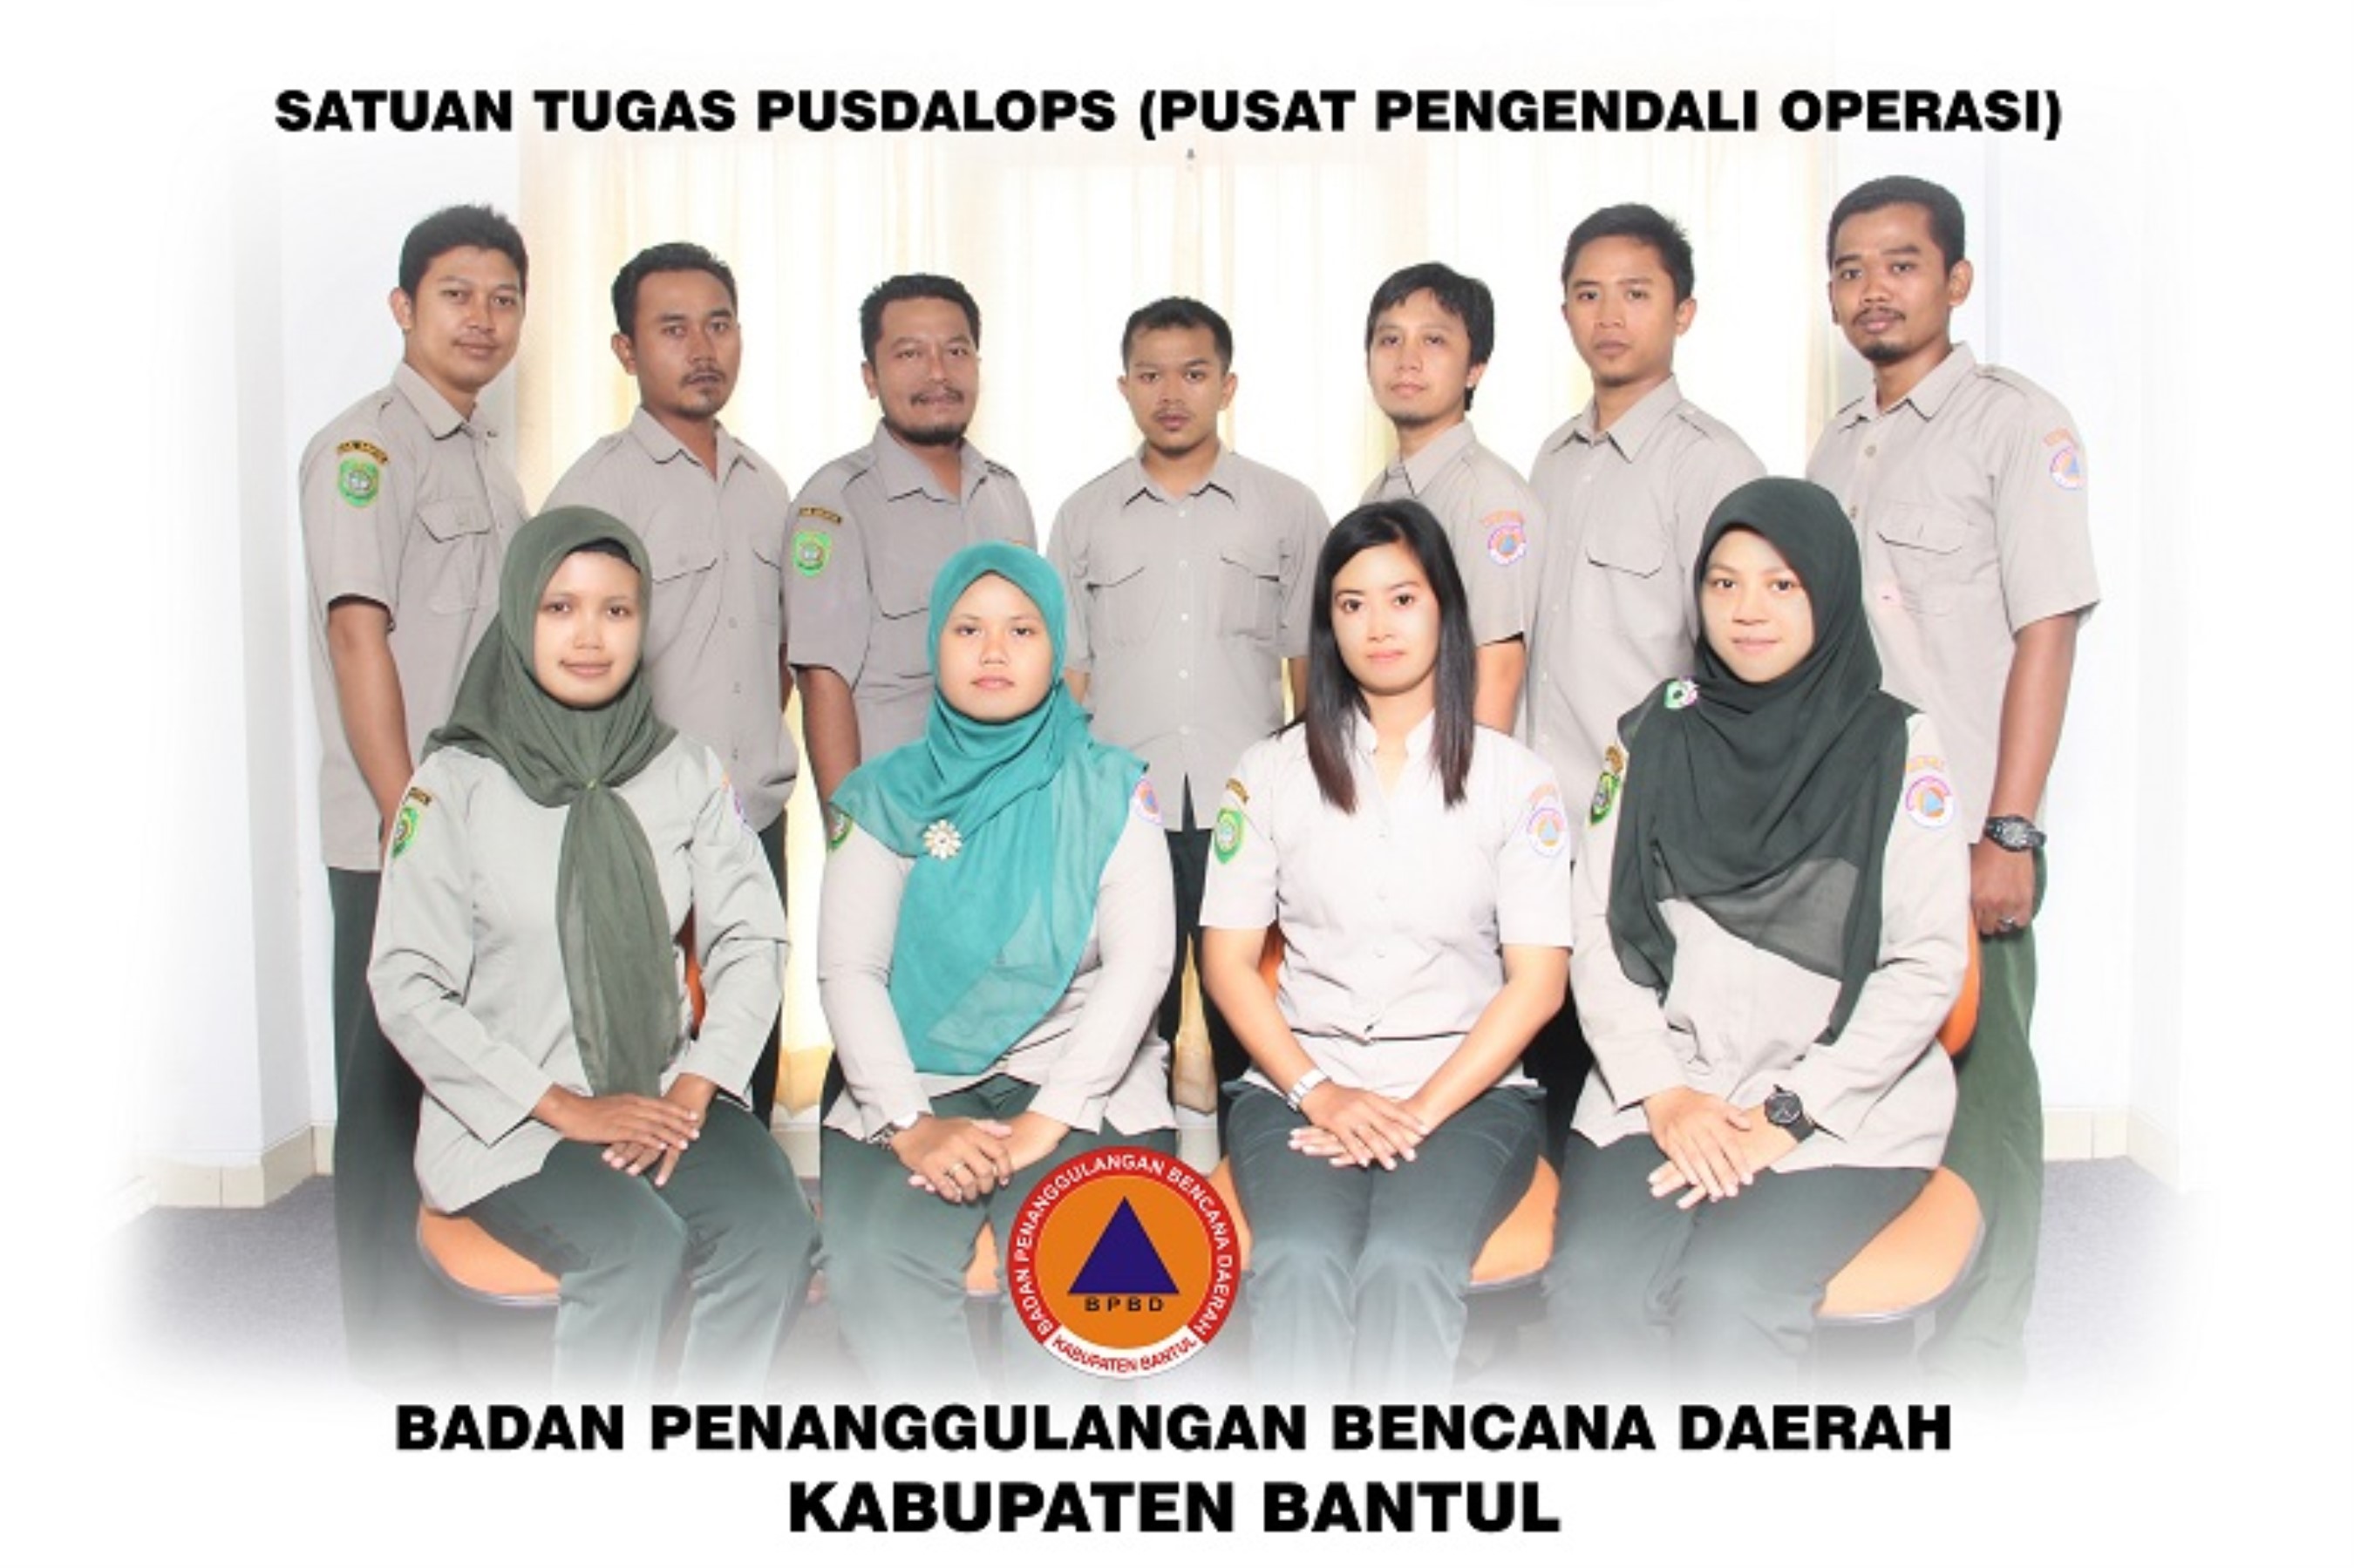 SATUAN TUGAS PUSDALOPS (PUSAT PENGENDALI OPERASI)
BADAN PENANGGULANGAN BENCANA DAERAH
BPBD
KABUPATEN BANTUL
BADAN PENANGGULANGAN BENCANA DAERAH
KABUPATEN BANTUL